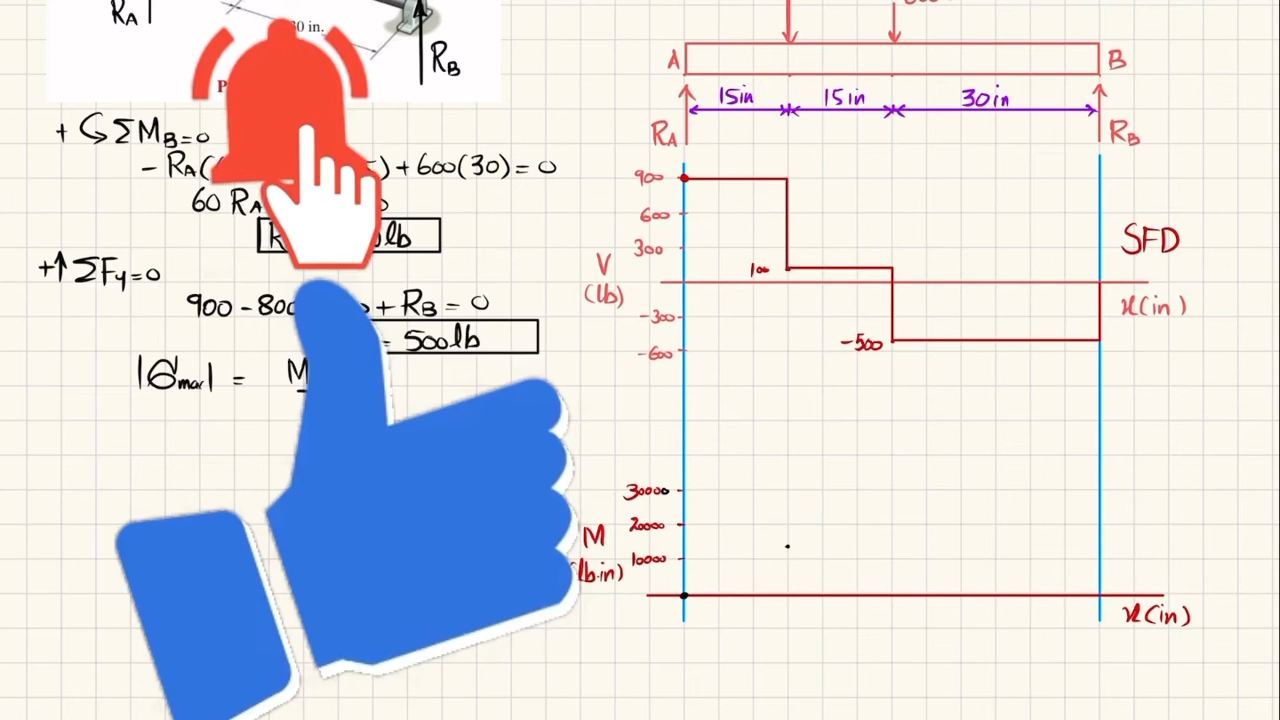 RA
30 in.
RB
P
+ ↺ ΣMB=0
- RA( ) + 600(30) = 0
60 RA 0
R lb
+↑ ΣFy=0
900 - 800 + RB = 0
= 500lb
|σmax| = M
A B
15in 15in 30in
RA RB
900
600
300
100
V
(lb)
-300
-500
-600
SFD
x(in)
30000
20000
10000
M
(lb.in)
x(in)